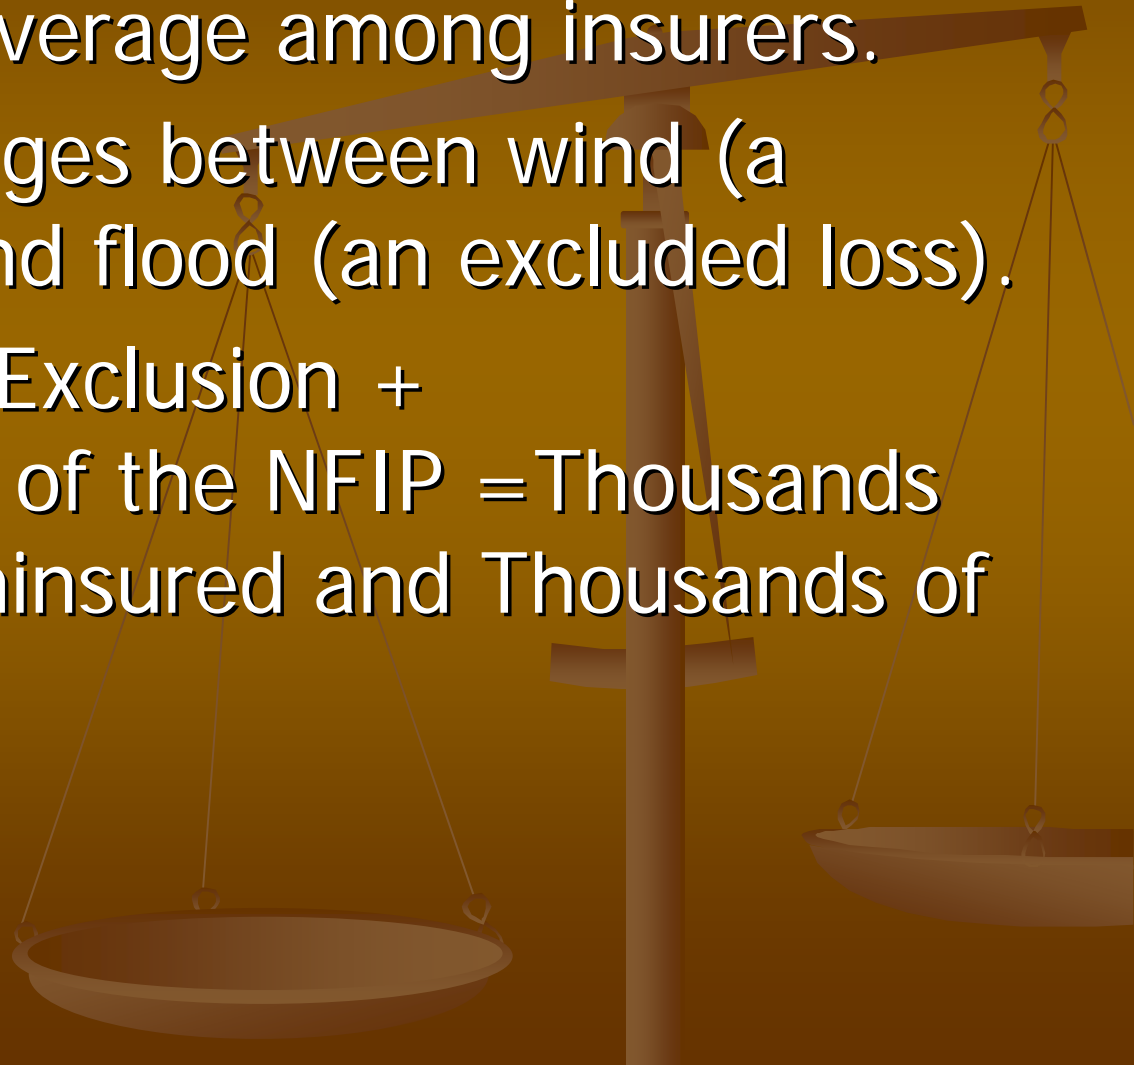 verage among insurers.
ges between wind (a
nd flood (an excluded loss).
Exclusion +
of the NFIP =Thousands
ninsured and Thousands of